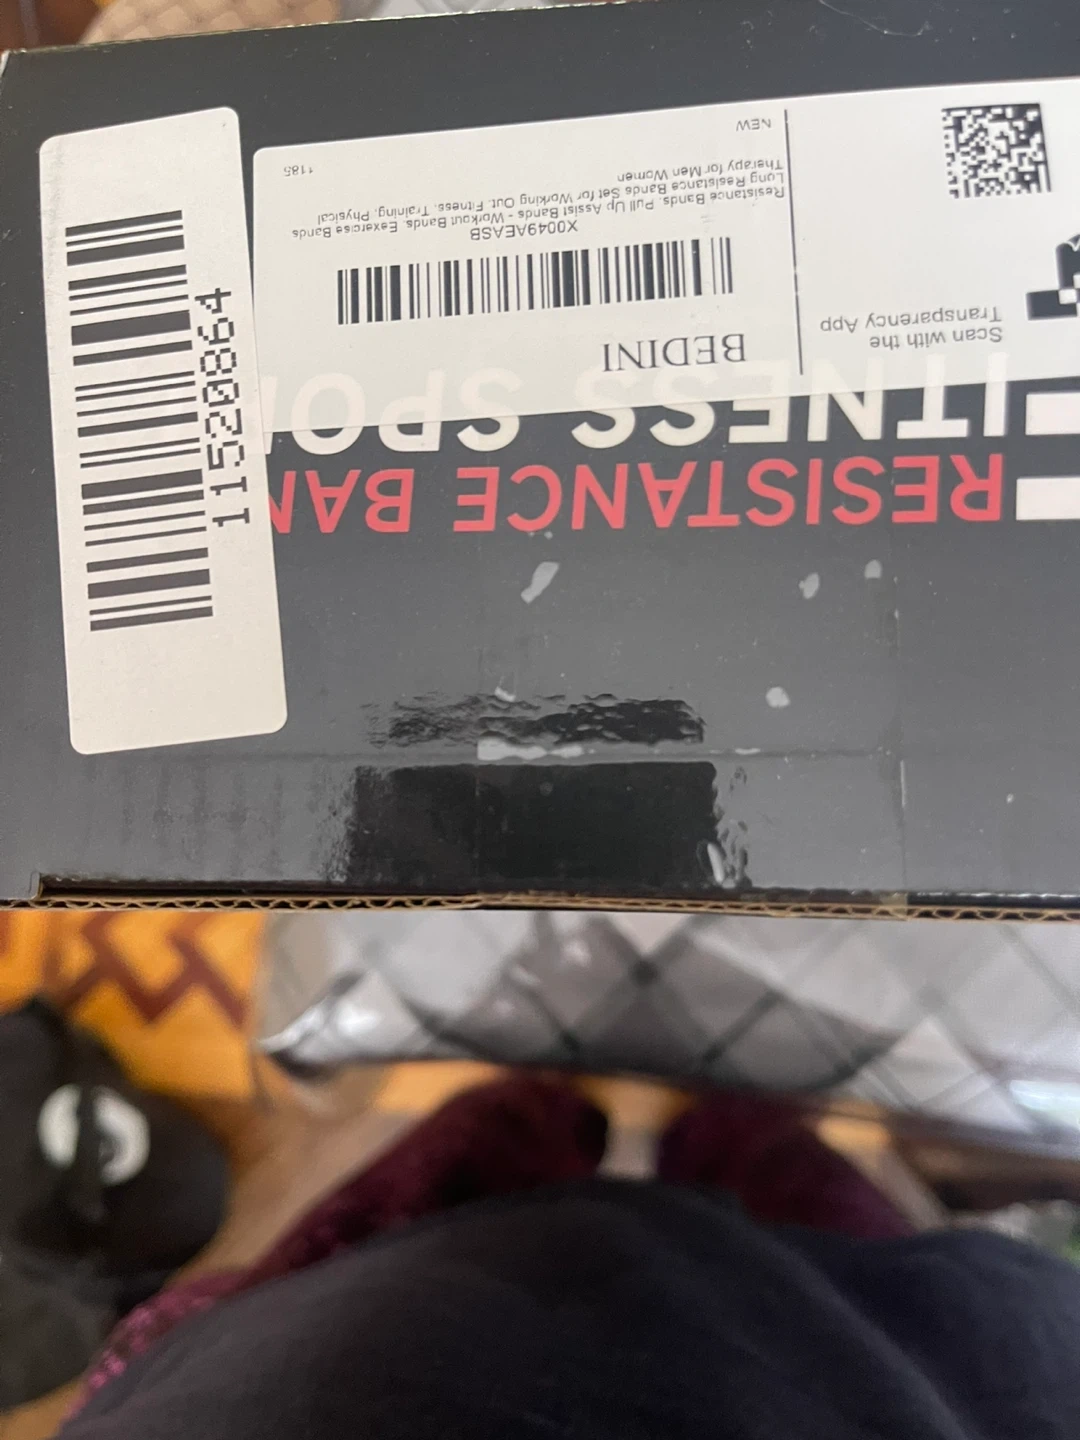 RESISTANCE BAN
ITNESS SPO
BEDINI
X0049AEASB
Resistance Bands, Pull Up Assist Bands - Workout Bands, Eexercise Bands
Long Resistance Bands Set for Working Out, Fitness, Training, Physical
Therapy for Men Women
NEW
1185
Scan with the
Transparency App
11520864